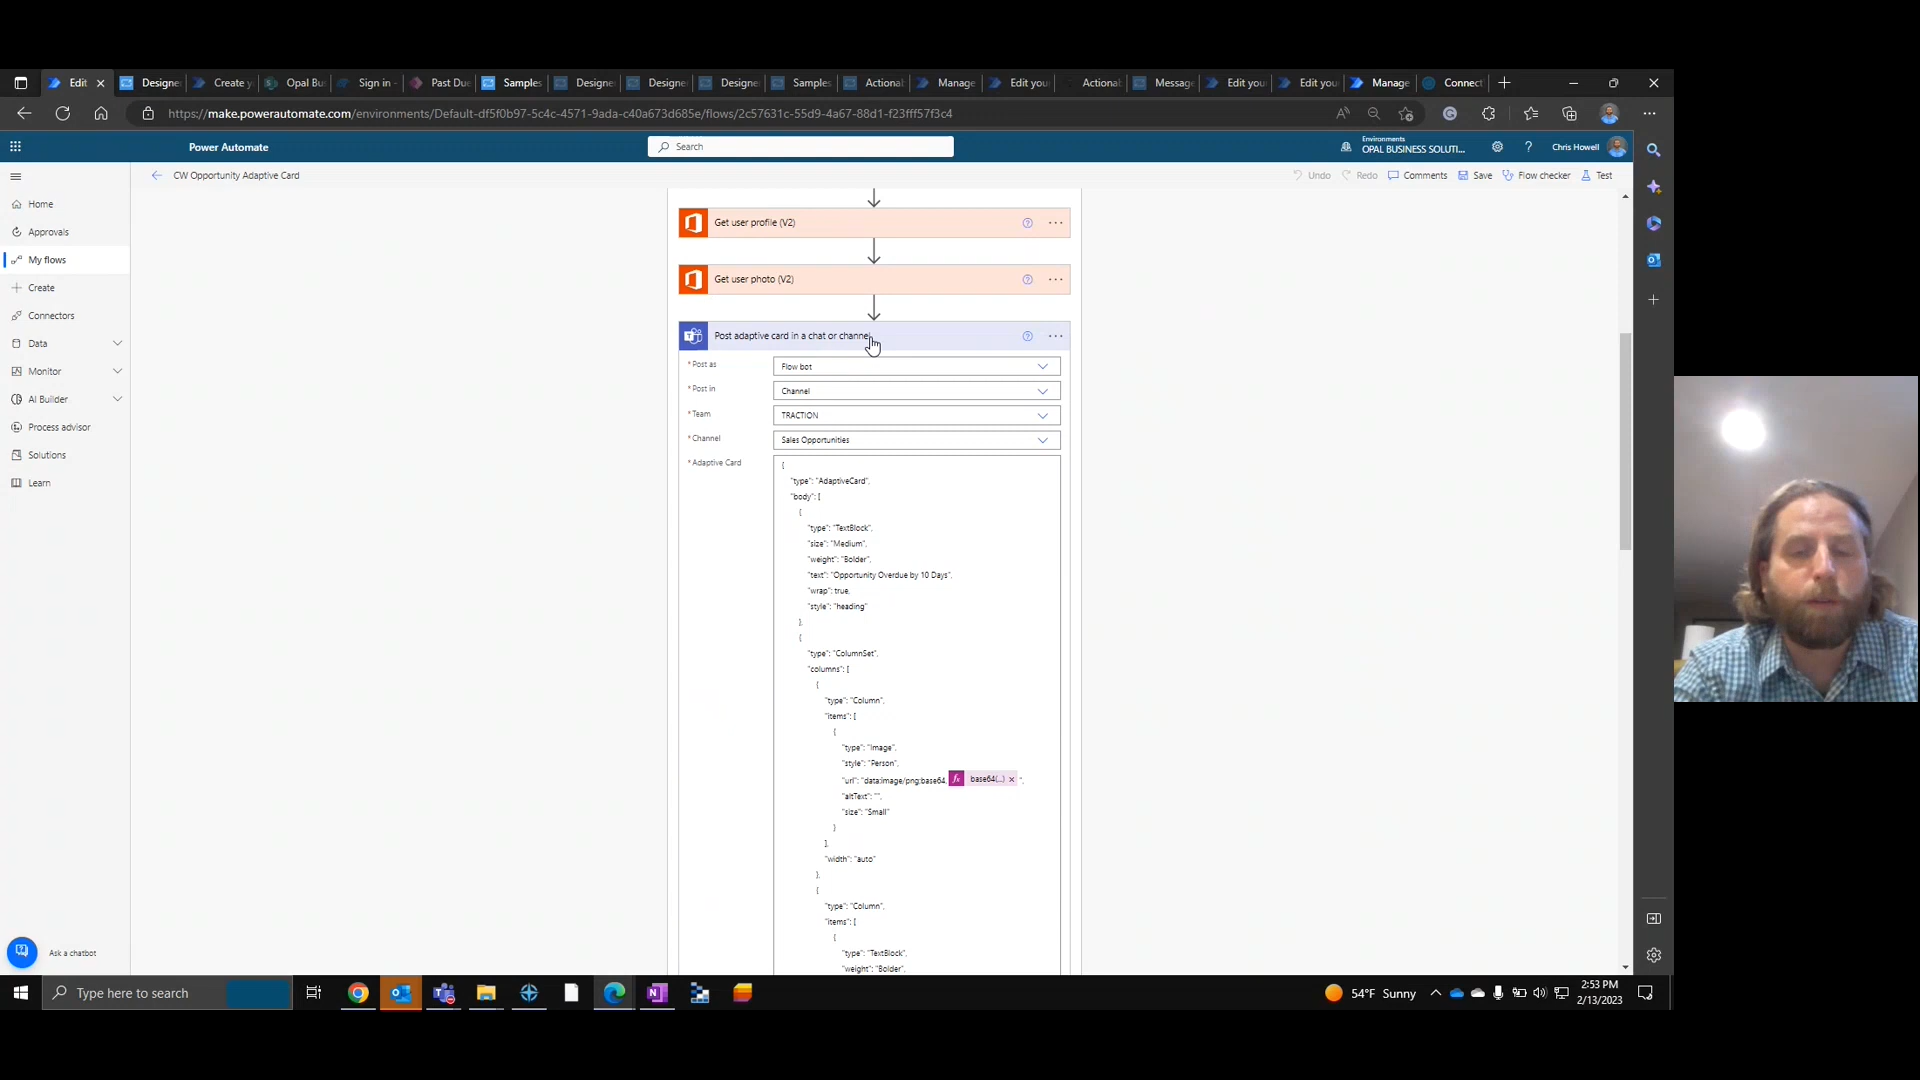 Edit
Designe
Create y
Opal Bus
Sign in -
Past Due
Samples
Designe
Designe
Designe
Samples
Actional
Manage
Edit you
Actional
Message
Edit you
Edit you
Manage
Connect
https://make.powerautomate.com/environments/Default-df5f0b97-5c4c-4571-9ada-c40a673d685e/flows/2c57631c-55d9-4a67-88d1-f23fff57f3c4
Power Automate
Search
Environments
OPAL BUSINESS SOLUTI...
Chris Howell
CW Opportunity Adaptive Card
Undo
Redo
Comments
Save
Flow checker
Test
Home
Approvals
My flows
Create
Connectors
Data
Monitor
AI Builder
Process advisor
Solutions
Learn
Ask a chatbot
Get user profile (V2)
Get user photo (V2)
Post adaptive card in a chat or channel
* Post as
Flow bot
* Post in
Channel
* Team
TRACTION
* Channel
Sales Opportunities
* Adaptive Card
{
"type": "AdaptiveCard",
"body": [
{
"type": "TextBlock",
"size": "Medium",
"weight": "Bolder",
"text": "Opportunity Overdue by 10 Days",
"wrap": true,
"style": "heading"
},
{
"type": "ColumnSet",
"columns": [
{
"type": "Column",
"items": [
{
"type": "Image",
"style": "Person",
"url": "data:image/png;base64, fx base64(...) × ",
"altText": "",
"size": "Small"
}
],
"width": "auto"
},
{
"type": "Column",
"items": [
{
"type": "TextBlock",
"weight": "Bolder",
Type here to search
54°F Sunny
2:53 PM
2/13/2023